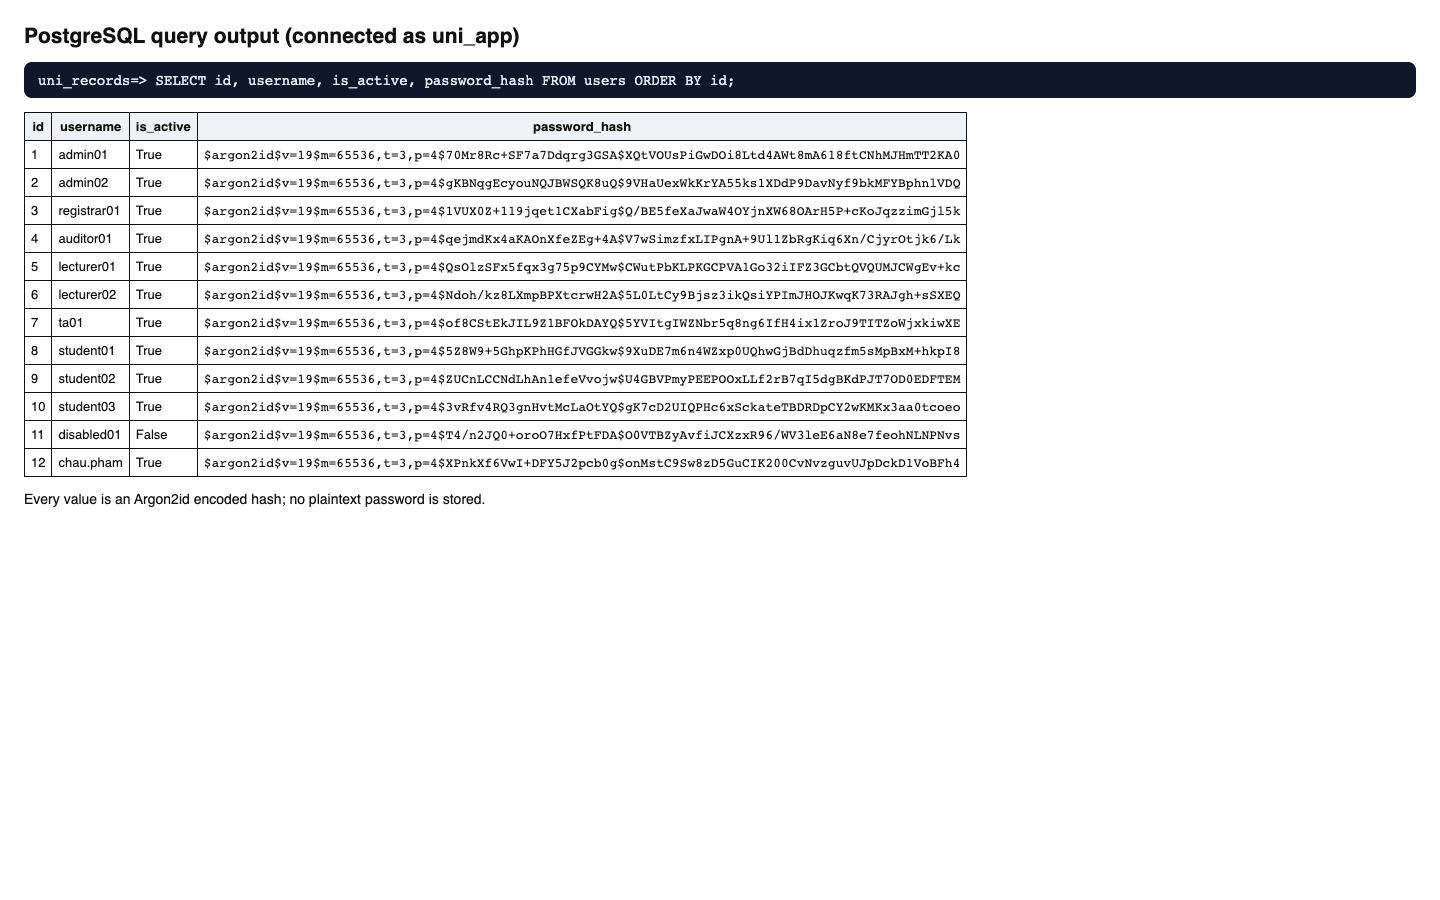 PostgreSQL query output (connected as uni_app)
uni_records=> SELECT id, username, is_active, password_hash FROM users ORDER BY id;
id username is_active password_hash
1 admin01 True $argon2id$v=19$m=65536,t=3,p=4$70Mr8Rc+SF7a7Ddqrg3GSA$XQtVOUsPiGwDOi8Ltd4AWt8mA618ftCNhMJHmTT2KA0
2 admin02 True $argon2id$v=19$m=65536,t=3,p=4$gKBNqgEcyouNQJBWSQK8uQ$9VHaUexWkKrYA55ks1XDdP9DavNyf9bkMFYBphnlVDQ
3 registrar01 True $argon2id$v=19$m=65536,t=3,p=4$1VUX0Z+119jqet1CXabFig$Q/BE5feXaJwaW4OYjnXW68OArH5P+cKoJqzzimGjl5k
4 auditor01 True $argon2id$v=19$m=65536,t=3,p=4$qejmdKx4aKAOnXfeZEg+4A$V7wSimzfxLIPgnA+9Ul1ZbRgKiq6Xn/CjyrOtjk6/Lk
5 lecturer01 True $argon2id$v=19$m=65536,t=3,p=4$QsOlzSFx5fqx3g75p9CYMw$CWutPbKLPKGCPVA1Go32iIFZ3GCbtQVQUMJCWgEv+kc
6 lecturer02 True $argon2id$v=19$m=65536,t=3,p=4$Ndoh/kz8LXmpBPXtcrwH2A$5L0LtCy9Bjsz3ikQsiYPImJHOJKwqK73RAJgh+sSXEQ
7 ta01 True $argon2id$v=19$m=65536,t=3,p=4$of8CStEkJIL9Z1BFOkDAYQ$5YVItgIWZNbr5q8ng6IfH4ix1ZroJ9TITZoWjxkiwXE
8 student01 True $argon2id$v=19$m=65536,t=3,p=4$5Z8W9+5GhpKPhHGfJVGGkw$9XuDE7m6n4WZxp0UQhwGjBdDhuqzfm5sMpBxM+hkpI8
9 student02 True $argon2id$v=19$m=65536,t=3,p=4$ZUCnLCCNdLhAnlefeVvojw$U4GBVPmyPEEPOOxLLf2rB7qI5dgBKdPJT7OD0EDFTEM
10 student03 True $argon2id$v=19$m=65536,t=3,p=4$3vRfv4RQ3gnHvtMcLaOtYQ$gK7cD2UIQPHc6xSckateTBDRDpCY2wKMKx3aa0tcoeo
11 disabled01 False $argon2id$v=19$m=65536,t=3,p=4$T4/n2JQ0+oroO7HxfPtFDA$O0VTBZyAvfiJCXzxR96/WV3leE6aN8e7feohNLNPNvs
12 chau.pham True $argon2id$v=19$m=65536,t=3,p=4$XPnkXf6VwI+DFY5J2pcb0g$onMstC9Sw8zD5GuCIK200CvNvzguvUJpDckD1VoBFh4
Every value is an Argon2id encoded hash; no plaintext password is stored.